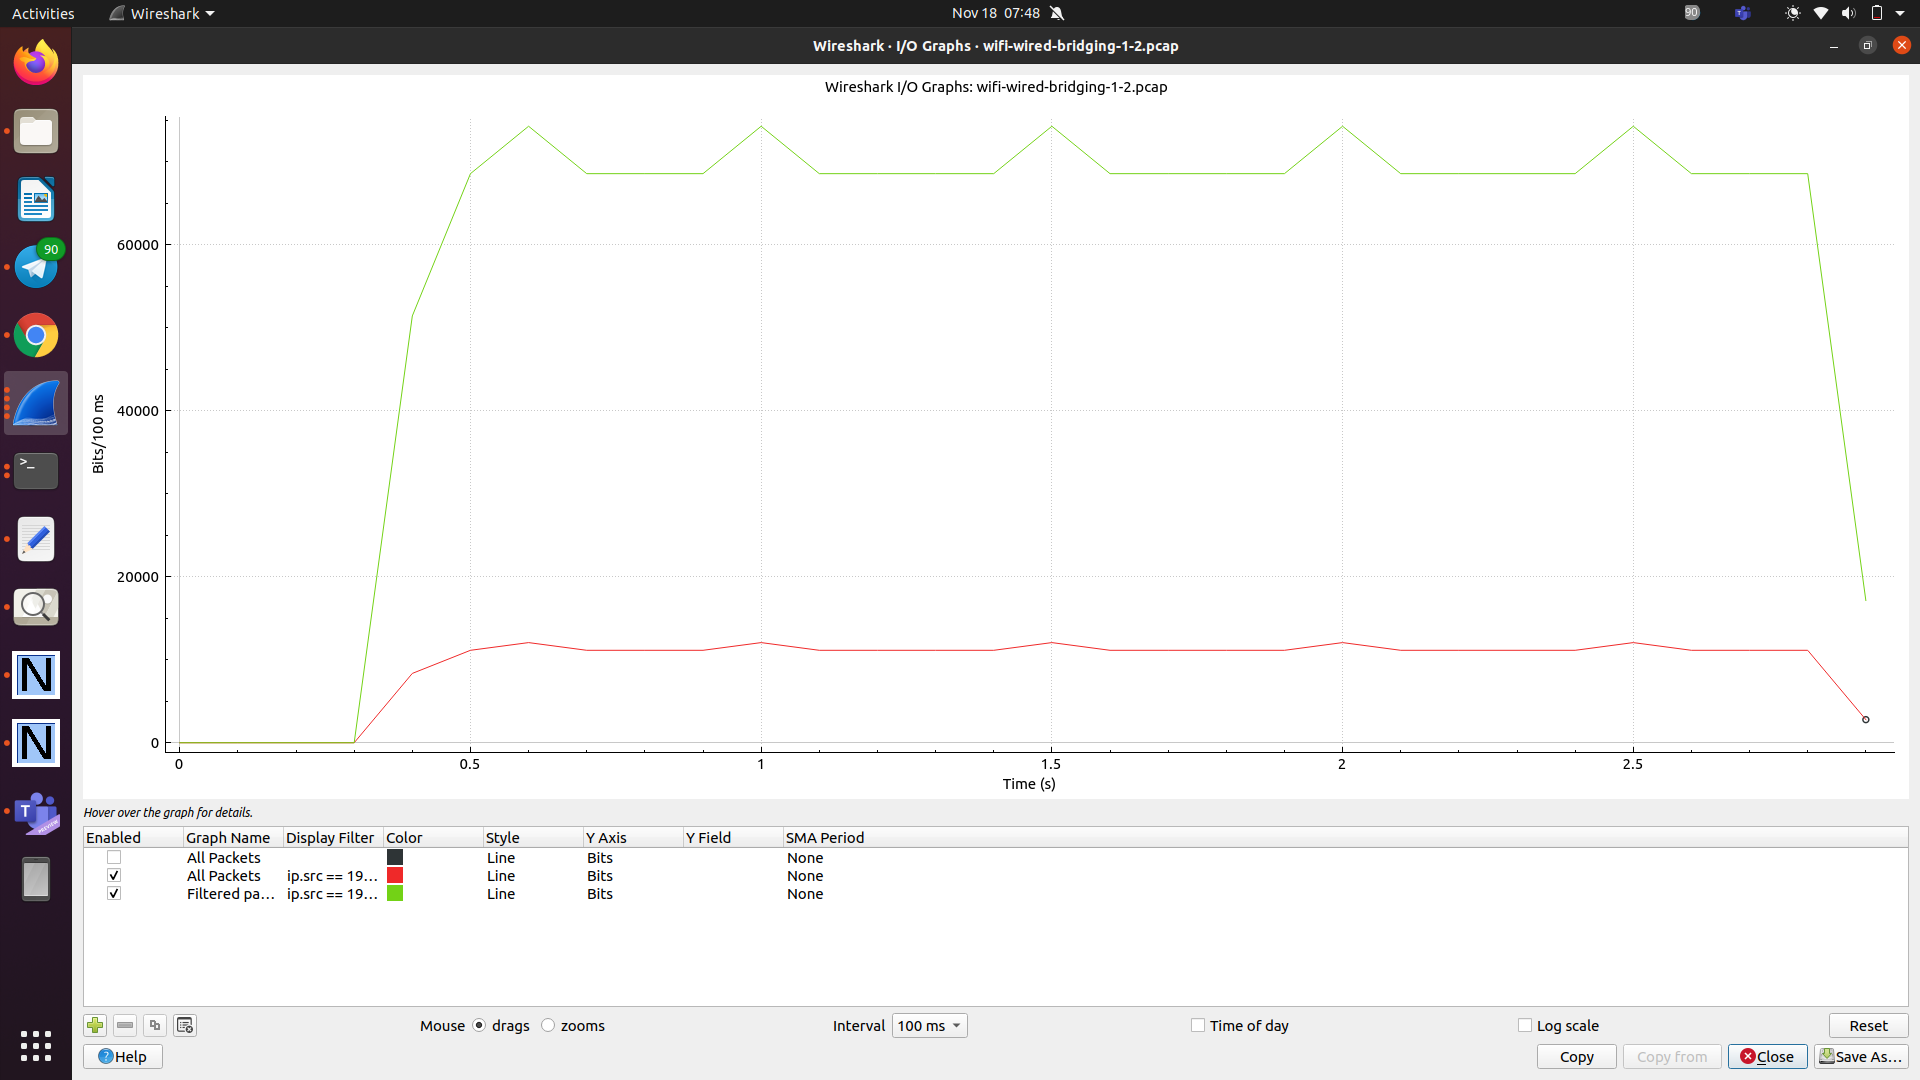 Activities Wireshark Nov 18 07:48 90
Wireshark · I/O Graphs · wifi-wired-bridging-1-2.pcap
Wireshark I/O Graphs: wifi-wired-bridging-1-2.pcap
90
60000
40000
Bits/100 ms
20000
0
0 0.5 1 1.5 2 2.5
Time (s)
Hover over the graph for details.
Enabled Graph Name Display Filter Color Style Y Axis Y Field SMA Period
All Packets Line Bits None
All Packets ip.src == 19… Line Bits None
Filtered pa… ip.src == 19… Line Bits None
Mouse drags zooms Interval 100 ms Time of day Log scale Reset
Help Copy Copy from Close Save As…
>_
N
N
T
PREVIEW